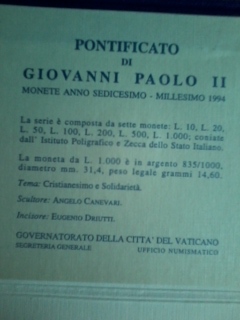 PONTIFICATO
DI
GIOVANNI PAOLO II
MONETE ANNO SEDICESIMO - MILLESIMO 1994
La serie è composta da sette monete: L. 10, L. 20,
L. 50, L. 100, L. 200, L. 500, L. 1.000; coniate
dall' Istituto Poligrafico e Zecca dello Stato Italiano.
La moneta da L. 1.000 è in argento 835/1000,
diametro mm. 31,4, peso legale grammi 14,60.
Tema: Cristianesimo e Solidarietà.
Scultore: ANGELO CANEVARI.
Incisore: EUGENIO DRIUTTI.
GOVERNATORATO DELLA CITTA' DEL VATICANO
SEGRETERIA GENERALE UFFICIO NUMISMATICO